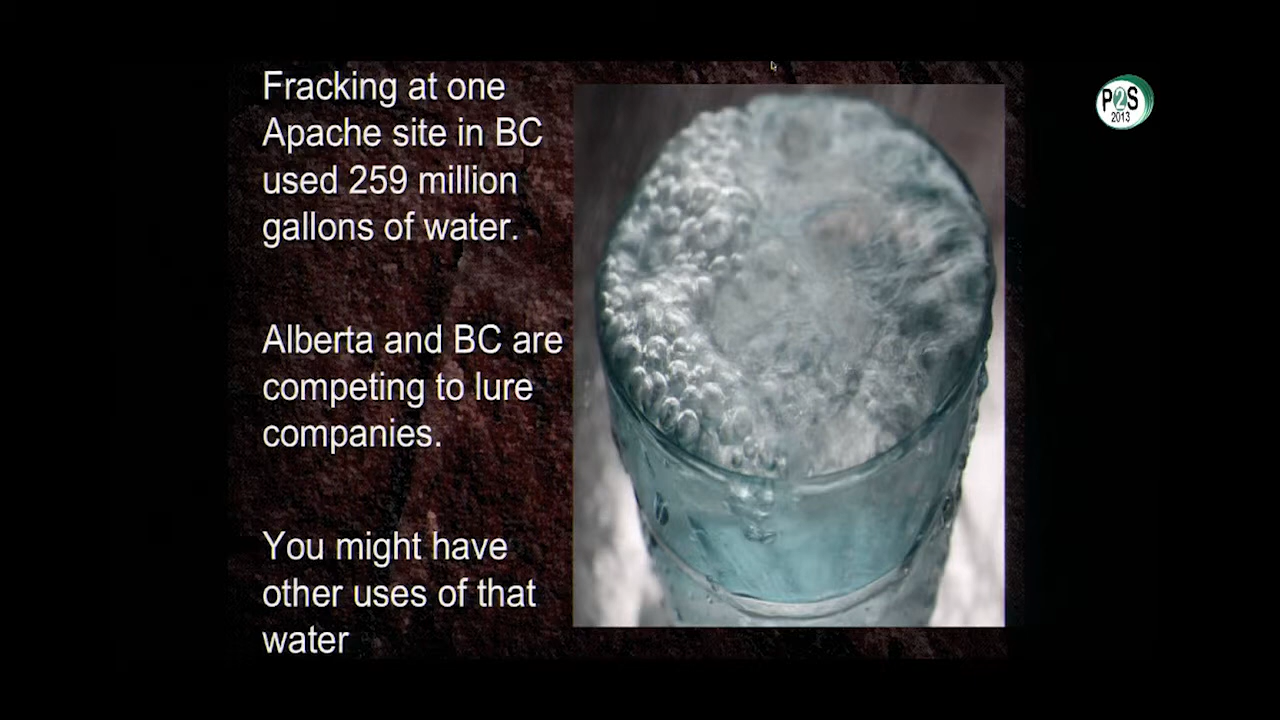 Fracking at one
Apache site in BC
used 259 million
gallons of water.
Alberta and BC are
competing to lure
companies.
You might have
other uses of that
water
P2S
2013